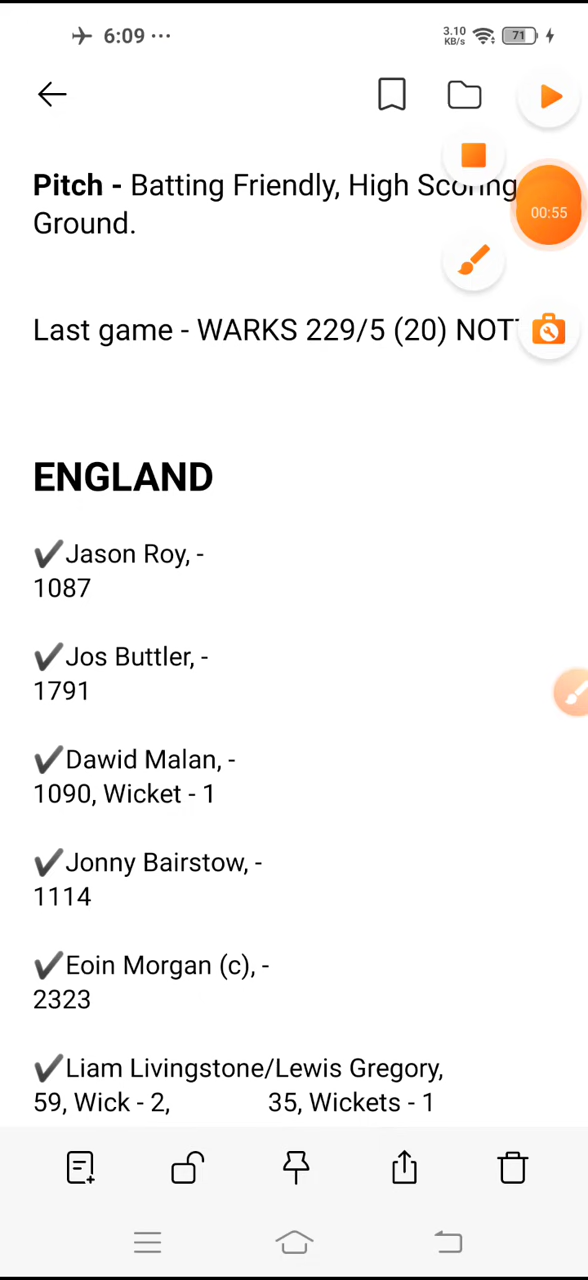 6:09 ···
3.10
KB/s
71
Pitch - Batting Friendly, High Scoring
Ground.
00:55
Last game - WARKS 229/5 (20) NOT
ENGLAND
✔Jason Roy, -
1087
✔Jos Buttler, -
1791
✔Dawid Malan, -
1090, Wicket - 1
✔Jonny Bairstow, -
1114
✔Eoin Morgan (c), -
2323
✔Liam Livingstone/Lewis Gregory,
59, Wick - 2, 35, Wickets - 1